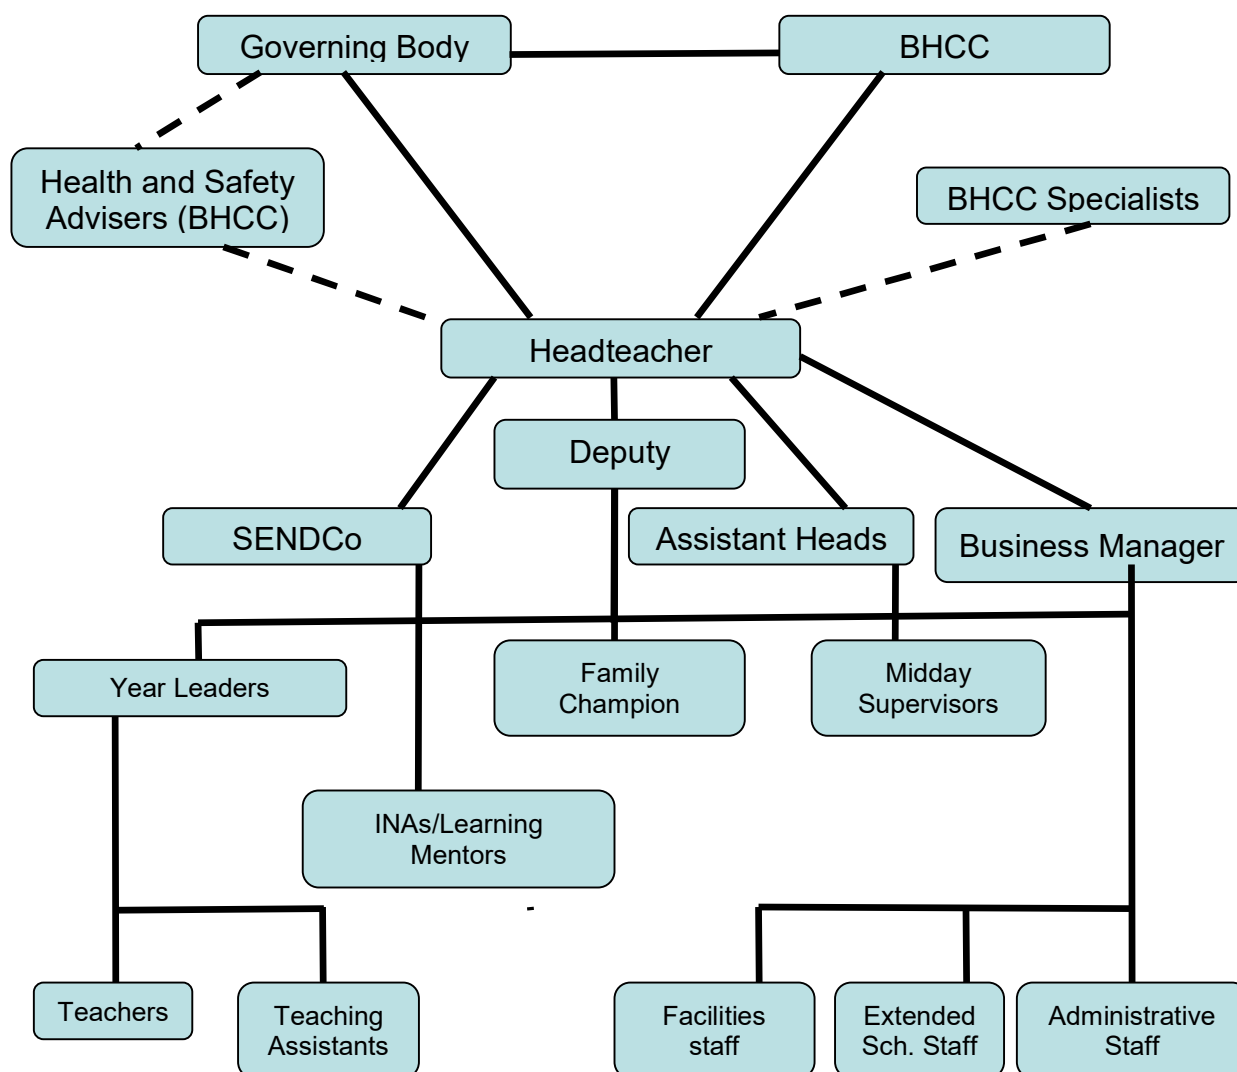 Governing Body
BHCC
Health and Safety
Advisers (BHCC)
BHCC Specialists
Headteacher
Deputy
SENDCo
Assistant Heads
Business Manager
Year Leaders
Family
Champion
Midday
Supervisors
INAs/Learning
Mentors
-
Teachers
Teaching
Assistants
Facilities
staff
Extended
Sch. Staff
Administrative
Staff